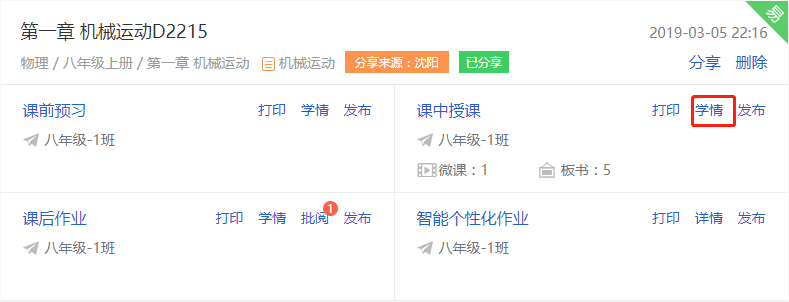 第一章 机械运动D2215 2019-03-05 22:16 易
物理 / 八年级上册 / 第一章 机械运动 机械运动 分享来源：沈阳 已分享 分享 删除
课前预习 打印 学情 发布
八年级-1班
课中授课 打印 学情 发布
八年级-1班
微课：1 板书：5
课后作业 打印 学情 批阅 1 发布
八年级-1班
智能个性化作业 打印 详情 发布
八年级-1班